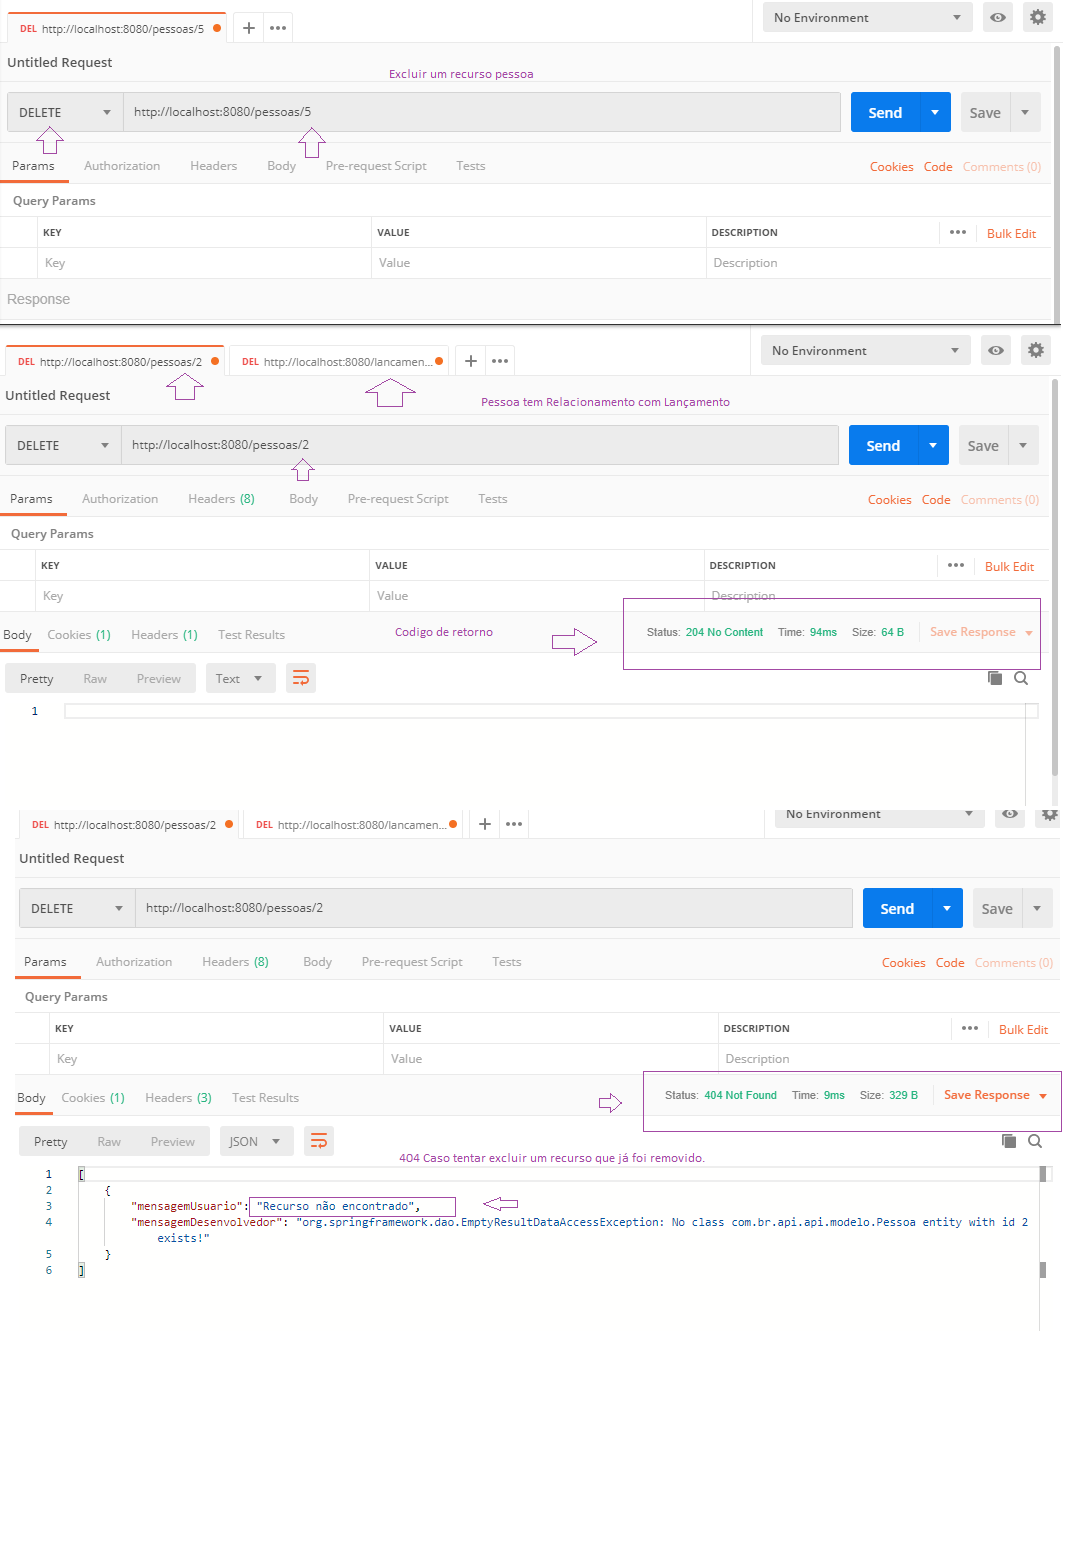 DEL http://localhost:8080/pessoas/5
No Environment
Untitled Request
Excluir um recurso pessoa
DELETE http://localhost:8080/pessoas/5 Send Save
Params Authorization Headers Body Pre-request Script Tests Cookies Code Comments (0)
Query Params
KEY VALUE DESCRIPTION Bulk Edit
Key Value Description
Response
DEL http://localhost:8080/pessoas/2 DEL http://localhost:8080/lancamen... No Environment
Untitled Request
Pessoa tem Relacionamento com Lançamento
DELETE http://localhost:8080/pessoas/2 Send Save
Params Authorization Headers (8) Body Pre-request Script Tests Cookies Code Comments (0)
Query Params
KEY VALUE DESCRIPTION Bulk Edit
Key Value Description
Body Cookies (1) Headers (1) Test Results Codigo de retorno Status: 204 No Content Time: 94ms Size: 64 B Save Response
Pretty Raw Preview Text
1
DEL http://localhost:8080/pessoas/2 DEL http://localhost:8080/lancamen... No Environment
Untitled Request
DELETE http://localhost:8080/pessoas/2 Send Save
Params Authorization Headers (8) Body Pre-request Script Tests Cookies Code Comments (0)
Query Params
KEY VALUE DESCRIPTION Bulk Edit
Key Value Description
Body Cookies (1) Headers (3) Test Results Status: 404 Not Found Time: 9ms Size: 329 B Save Response
Pretty Raw Preview JSON
404 Caso tentar excluir um recurso que já foi removido.
1 [
2 {
3 "mensagemUsuario": "Recurso não encontrado",
4 "mensagemDesenvolvedor": "org.springframework.dao.EmptyResultDataAccessException: No class com.br.api.api.modelo.Pessoa entity with id 2
exists!"
5 }
6 ]